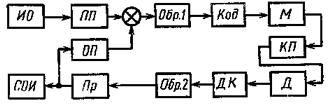 ИО ПП Обр.1 Код М
ОП КП
СОИ Пр Обр.2 ДК Д